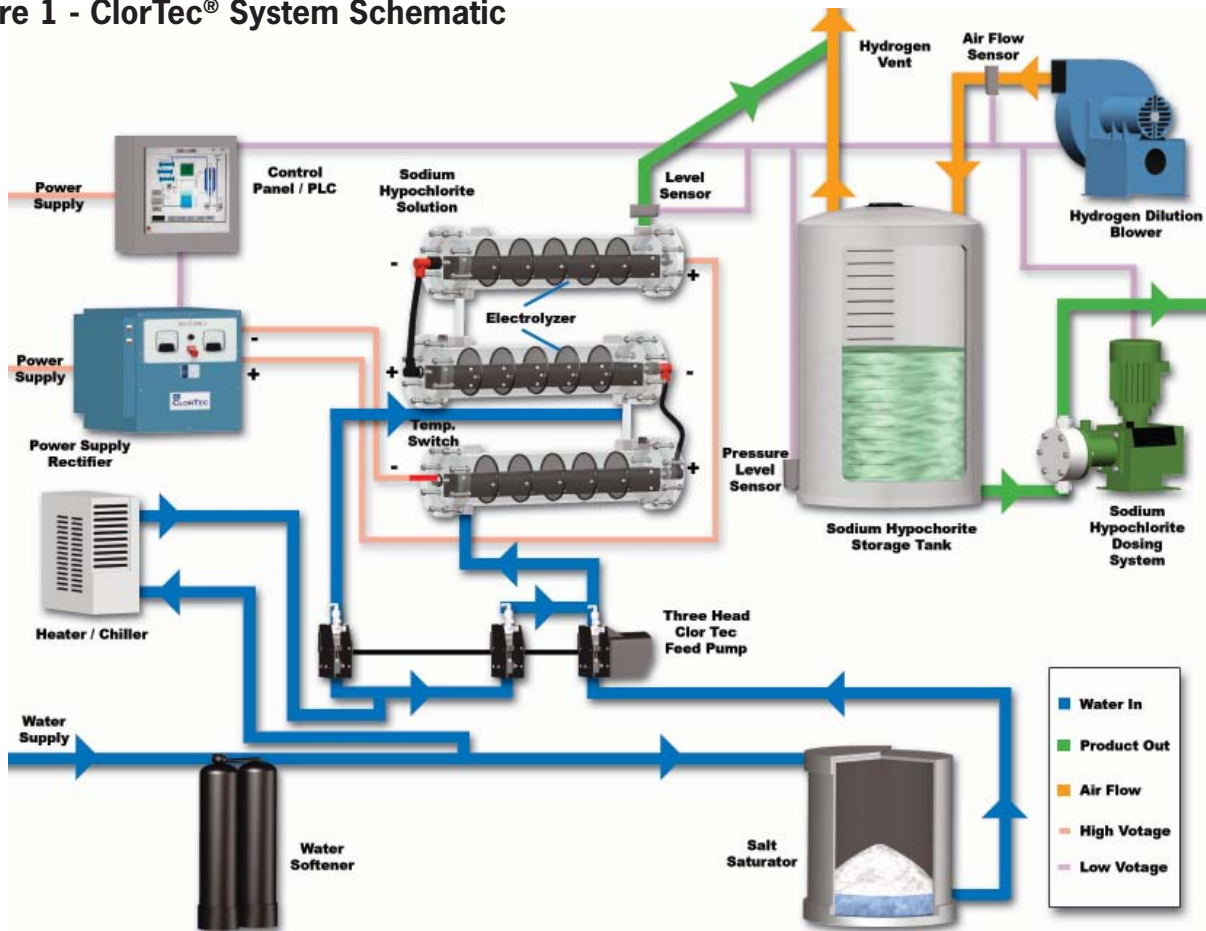 re 1 - ClorTec® System Schematic
Hydrogen
Vent
Air Flow
Sensor
Control
Panel / PLC
Sodium
Hypochlorite
Solution
Level
Sensor
Power
Supply
Hydrogen Dilution
Blower
-
+
Electrolyzer
-
+
Power
Supply
+
-
CLORTEC
Temp.
Switch
Power Supply
Rectifier
-
+
Pressure
Level
Sensor
Sodium Hypochorite
Storage Tank
Sodium
Hypochlorite
Dosing
System
Heater / Chiller
Three Head
Clor Tec
Feed Pump
Water
Supply
Water
Softener
Salt
Saturator
Water In
Product Out
Air Flow
High Votage
Low Votage